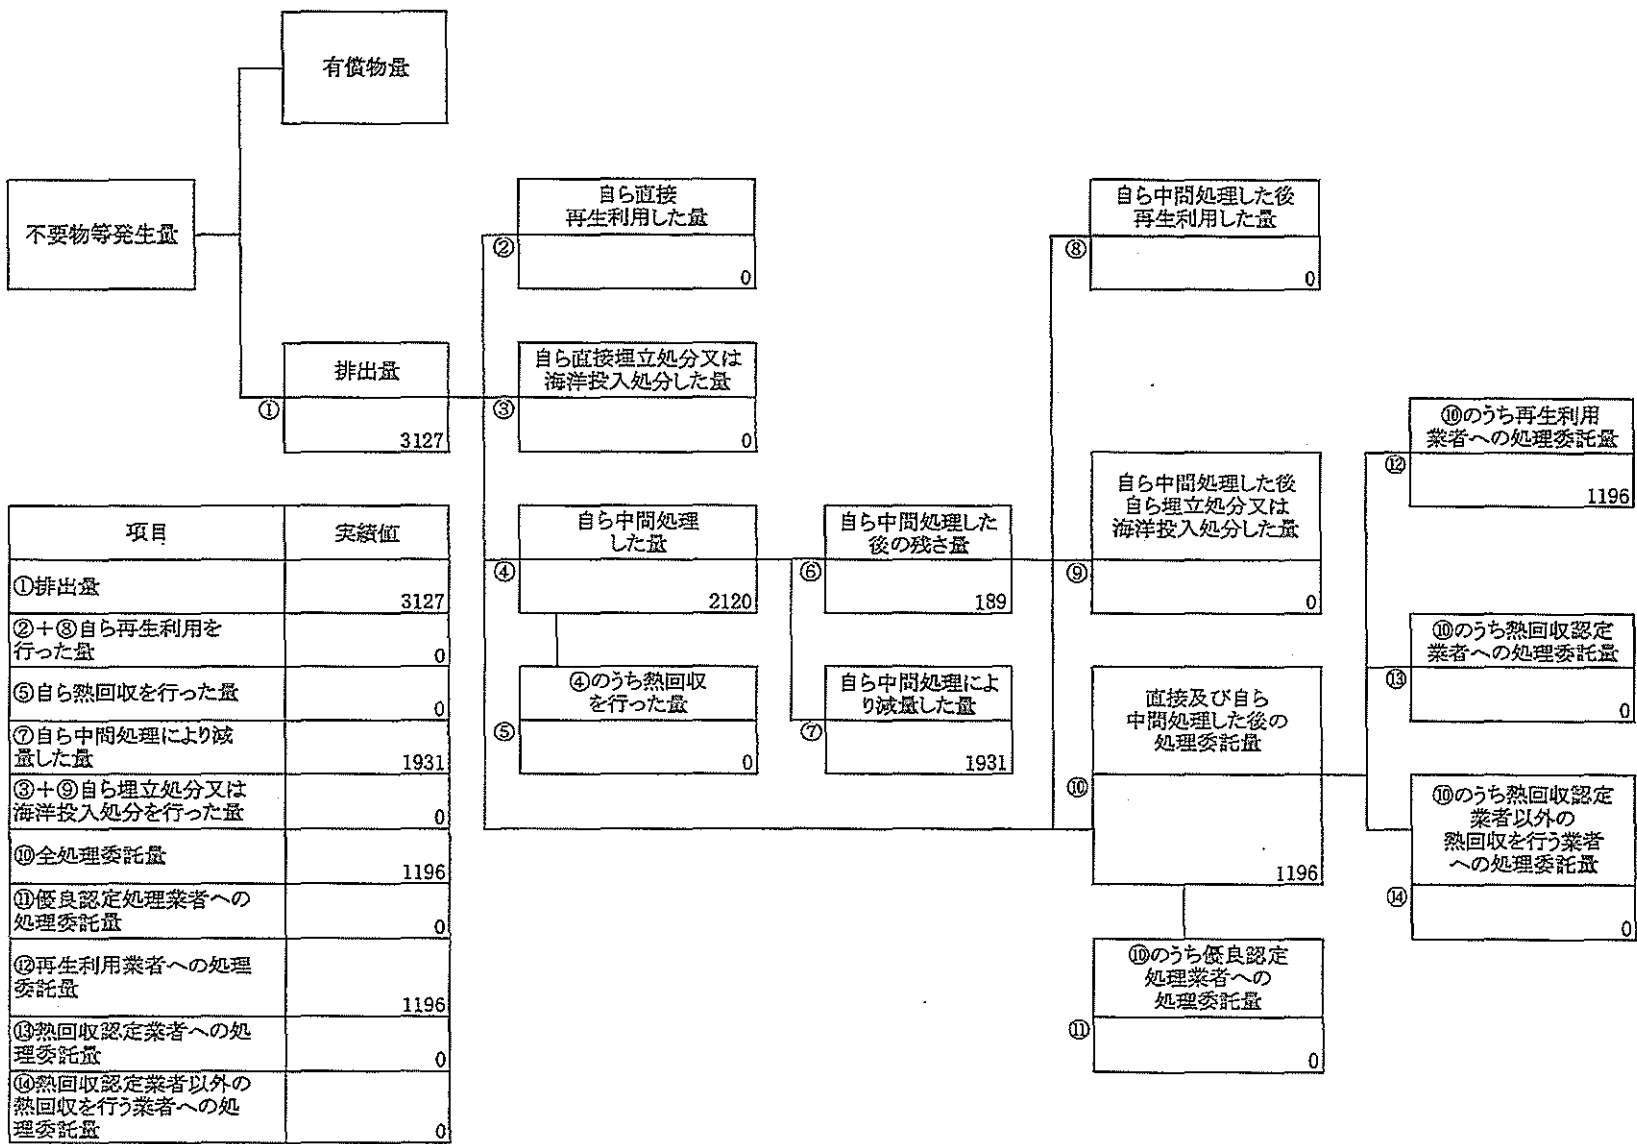 有償物量
不要物等発生量
①
排出量
3127
②
自ら直接
再生利用した量
0
③
自ら直接埋立処分又は
海洋投入処分した量
0
④
自ら中間処理
した量
2120
⑤
④のうち熱回収
を行った量
0
⑥
自ら中間処理した
後の残さ量
189
⑦
自ら中間処理によ
り減量した量
1931
⑧
自ら中間処理した後
再生利用した量
0
⑨
自ら中間処理した後
自ら埋立処分又は
海洋投入処分した量
0
⑩
直接及び自ら
中間処理した後の
処理委託量
1196
⑪
⑩のうち優良認定
処理業者への
処理委託量
0
⑫
⑩のうち再生利用
業者への処理委託量
1196
⑬
⑩のうち熱回収認定
業者への処理委託量
0
⑭
⑩のうち熱回収認定
業者以外の
熱回収を行う業者
への処理委託量
0
項目 実績値
①排出量
3127
②+⑧自ら再生利用を
行った量 0
⑤自ら熱回収を行った量
0
⑦自ら中間処理により減
量した量 1931
③+⑨自ら埋立処分又は
海洋投入処分を行った量 0
⑩全処理委託量
1196
⑪優良認定処理業者への
処理委託量 0
⑫再生利用業者への処理
委託量
1196
⑬熱回収認定業者への処
理委託量 0
⑭熱回収認定業者以外の
熱回収を行う業者への処
理委託量 0